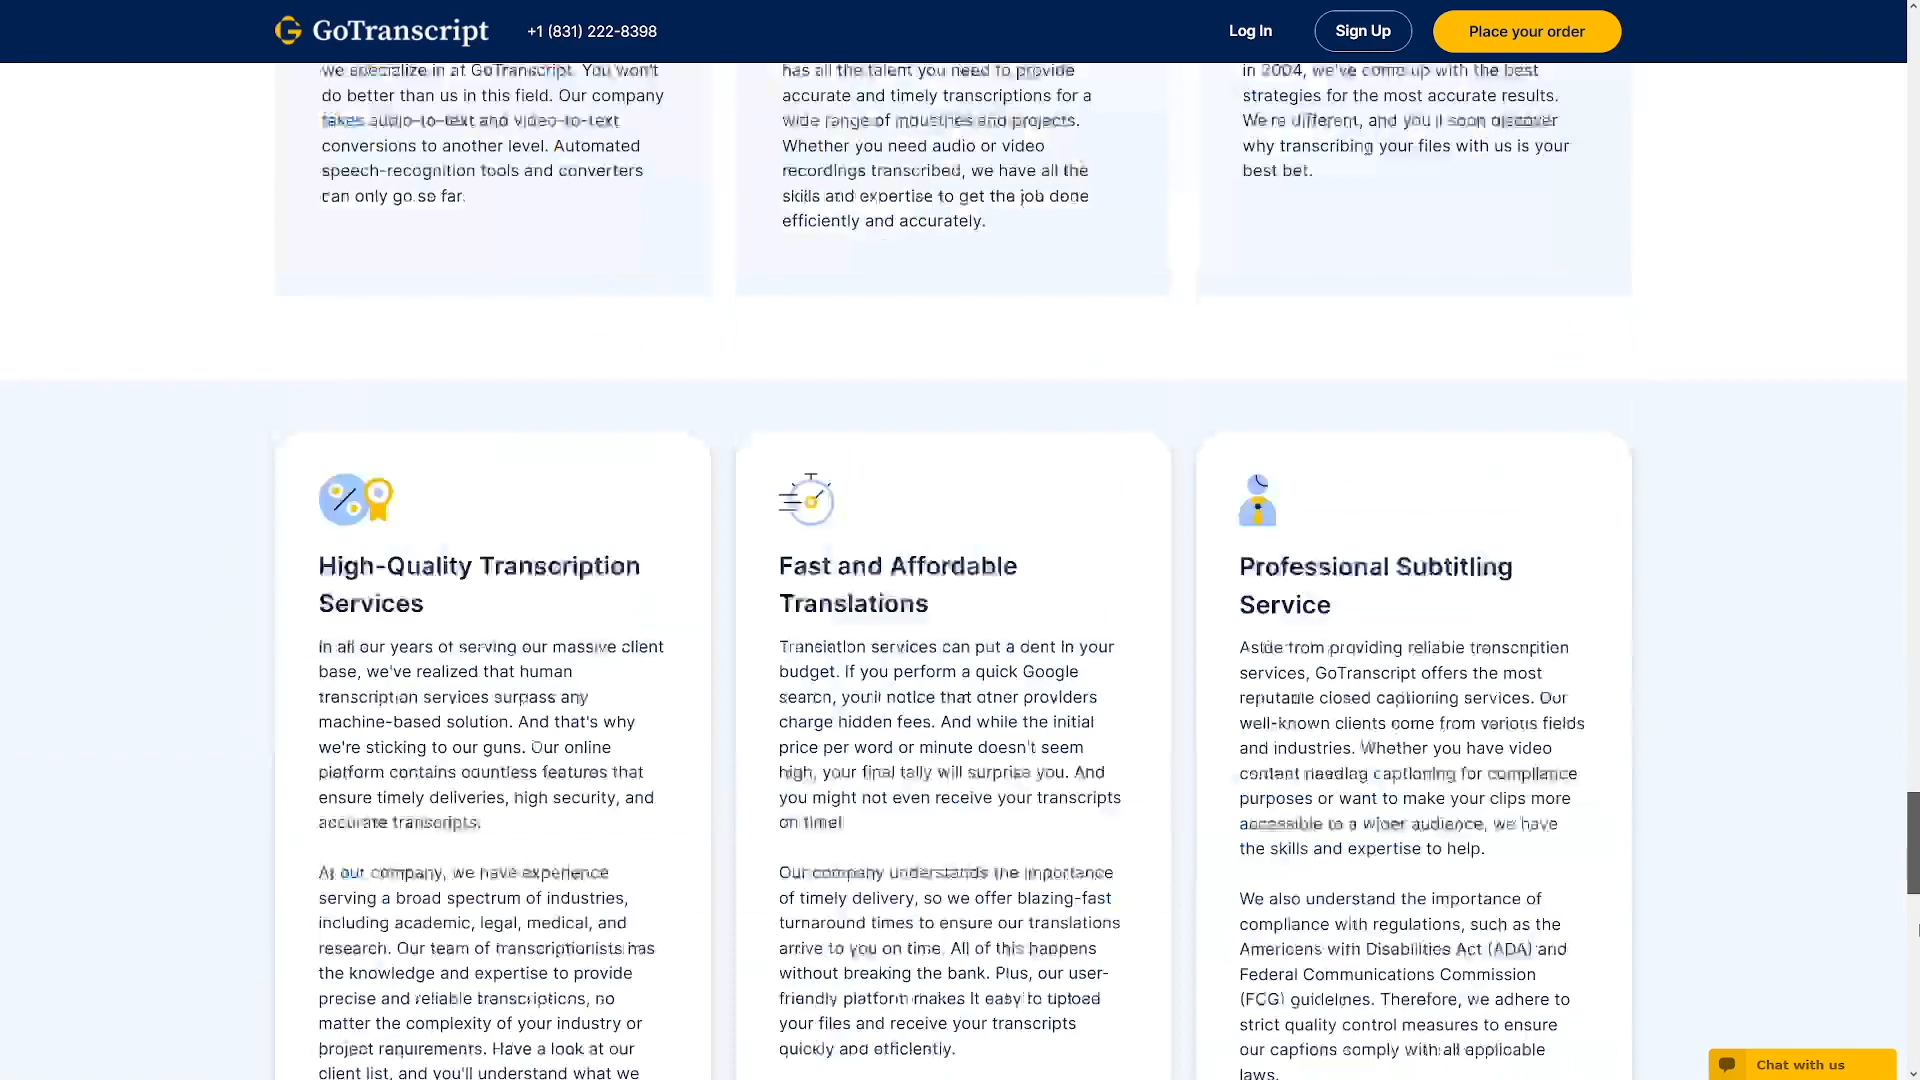 GoTranscript
+1 (831) 222-8398
Log In
Sign Up
Place your order
we specialize in at GoTranscript. You won't
do better than us in this field. Our company
takes audio-to-text and video-to-text
conversions to another level. Automated
speech-recognition tools and converters
can only go so far.
has all the talent you need to provide
accurate and timely transcriptions for a
wide range of industries and projects.
Whether you need audio or video
recordings transcribed, we have all the
skills and expertise to get the job done
efficiently and accurately.
in 2004, we've come up with the best
strategies for the most accurate results.
We're different, and you'll soon discover
why transcribing your files with us is your
best bet.
High-Quality Transcription
Services
In all our years of serving our massive client
base, we've realized that human
transcription services surpass any
machine-based solution. And that's why
we're sticking to our guns. Our online
platform contains countless features that
ensure timely deliveries, high security, and
accurate transcripts.
At our company, we have experience
serving a broad spectrum of industries,
including academic, legal, medical, and
research. Our team of transcriptionists has
the knowledge and expertise to provide
precise and reliable transcriptions, no
matter the complexity of your industry or
project requirements. Have a look at our
client list, and you'll understand what we
Fast and Affordable
Translations
Translation services can put a dent in your
budget. If you perform a quick Google
search, you'll notice that other providers
charge hidden fees. And while the initial
price per word or minute doesn't seem
high, your final tally will surprise you. And
you might not even receive your transcripts
on time!
Our company understands the importance
of timely delivery, so we offer blazing-fast
turnaround times to ensure our translations
arrive to you on time. All of this happens
without breaking the bank. Plus, our user-
friendly platform makes it easy to upload
your files and receive your transcripts
quickly and efficiently.
Professional Subtitling
Service
Aside from providing reliable transcription
services, GoTranscript offers the most
reputable closed captioning services. Our
well-known clients come from various fields
and industries. Whether you have video
content needing captioning for compliance
purposes or want to make your clips more
accessible to a wider audience, we have
the skills and expertise to help.
We also understand the importance of
compliance with regulations, such as the
Americans with Disabilities Act (ADA) and
Federal Communications Commission
(FCC) guidelines. Therefore, we adhere to
strict quality control measures to ensure
our captions comply with all applicable
laws.
Chat with us